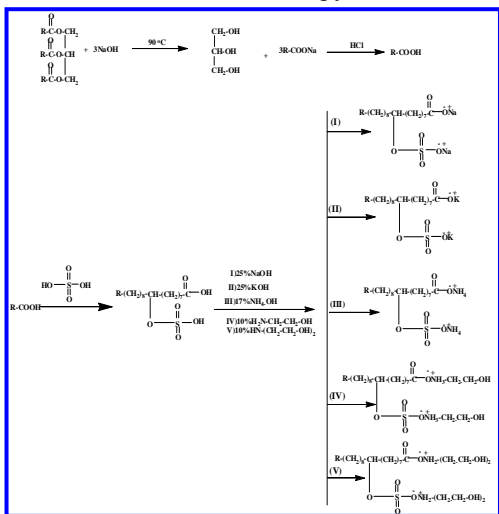 O
R-C-O-CH₂
O
R-C-O-CH + 3NaOH
O
R-C-O-CH₂
90 °C
CH₂-OH
CH-OH
CH₂-OH
+ 3R-COONa
HCl
R-COOH
R-COOH
O
HO-S-OH
O
R-(CH₂)₈-CH-(CH₂)₇-C-OH
O
O
O-S-OH
O
I)25%NaOH
II)25%KOH
III)17%NH₄OH
IV)10%H₂N-CH₂-CH₂-OH
V)10%HN-(CH₂-CH₂-OH)₂
(I)
O
R-(CH₂)₈-CH-(CH₂)₇-C-ONa
- +
O
O-S-ONa
- +
O
(II)
O
R-(CH₂)₈-CH-(CH₂)₇-C-OK
- +
O
O-S-OK
- +
O
(III)
O
R-(CH₂)₈-CH-(CH₂)₇-C-ONH₄
- +
O
O-S-ONH₄
- +
O
(IV)
O
R-(CH₂)₈-CH-(CH₂)₇-C-ONH₃-CH₂.CH₂-OH
- +
O
O-S-ONH₃-CH₂-CH₂-OH
- +
O
(V)
O
R-(CH₂)₈-CH-(CH₂)₇-C-ONH₂-(CH₂.CH₂-OH)₂
- +
O
O-S-ONH₂-(CH₂.CH₂-OH)₂
- +
O